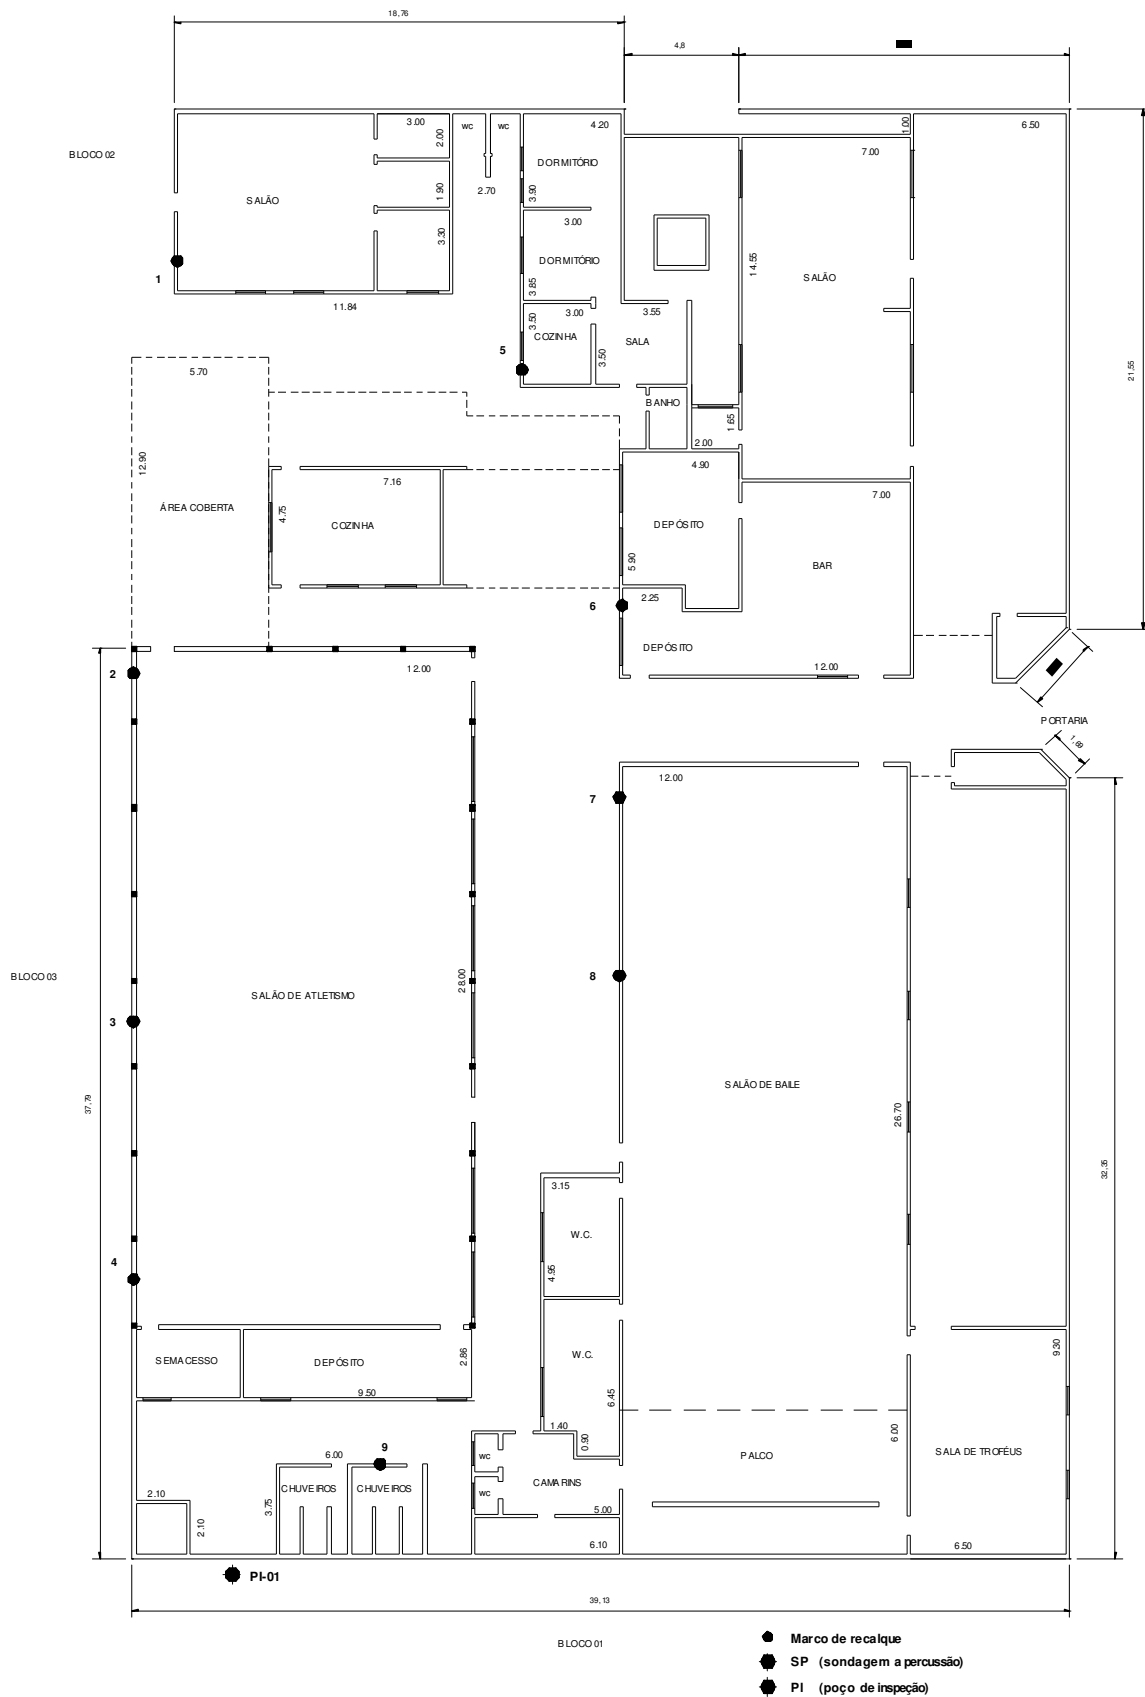 18,76
4,8
BLOCO 02
3.00
2.00
WC
WC
4.20
1.00
6.50
7.00
DORMITÓRIO
SALÃO
1.90
2.70
3.90
3.00
3.30
DORMITÓRIO
14.55
SALÃO
1
3.85
11.84
3.50
3.00
3.55
COZINHA
SALA
5
3.50
21,55
5.70
BANHO
1.65
2.00
12.90
4.90
7.16
7.00
ÁREA COBERTA
4.75
COZINHA
DEPÓSITO
5.90
BAR
6
2.25
DEPÓSITO
12.00
2
12.00
PORTARIA
1,69
12.00
7
BLOCO 03
8
28.00
SALÃO DE ATLETISMO
3
SALÃO DE BAILE
37,79
26.70
32,35
3.15
W.C.
4
4.95
SEM ACESSO
DEPÓSITO
2.86
W.C.
9.30
9.50
6.45
1.40
0.90
6.00
9
6.00
WC
PALCO
SALA DE TROFÉUS
CHUVEIROS
CHUVEIROS
CAMARINS
2.10
3.75
WC
5.00
2.10
6.10
6.50
PI-01
39,13
BLOCO 01
Marco de recalque
SP (sondagem a percussão)
PI (poço de inspeção)